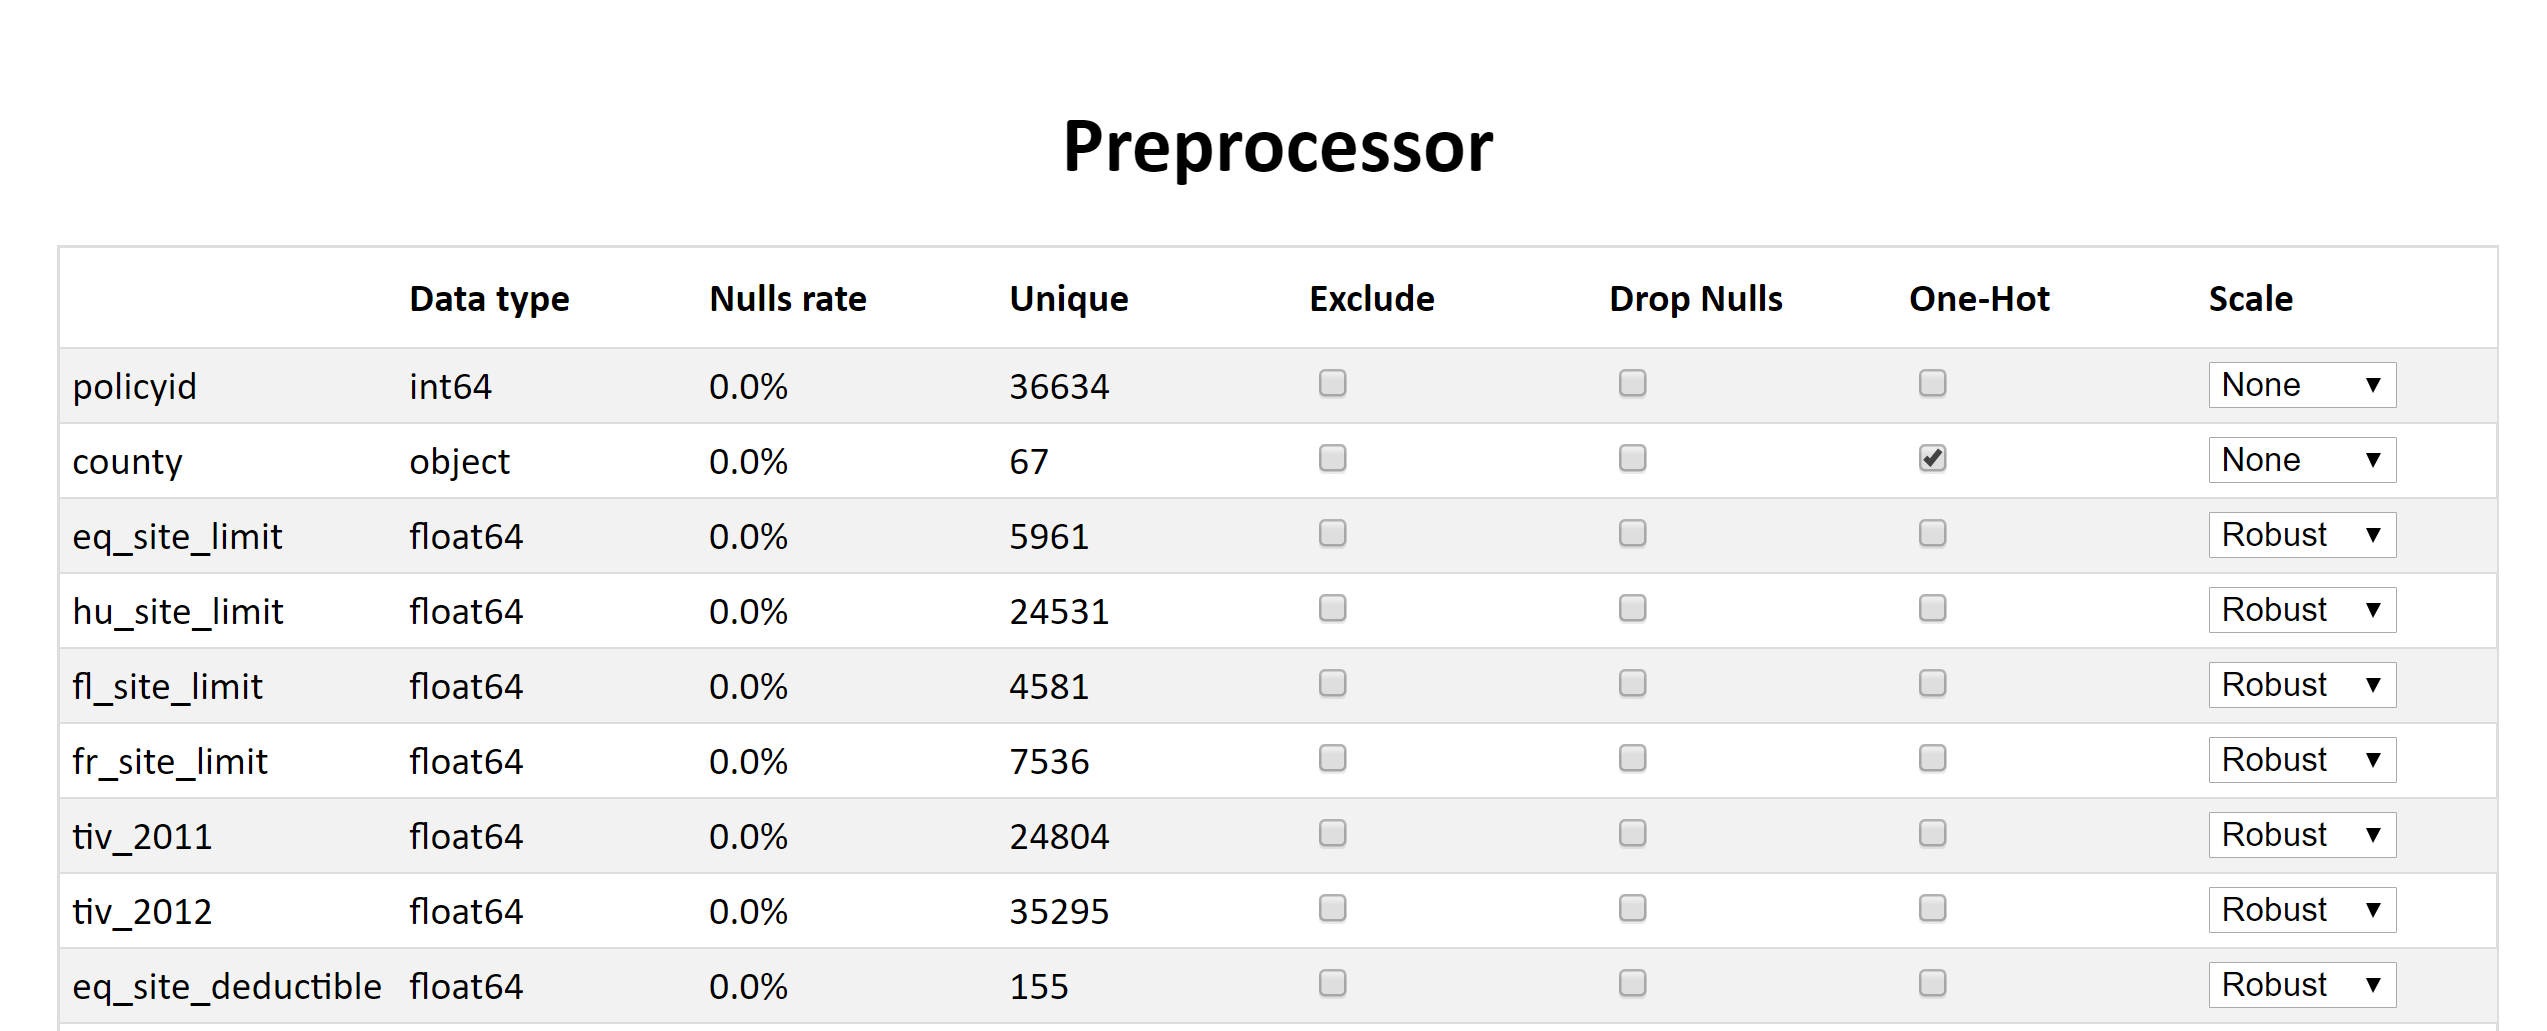 Preprocessor
Data type Nulls rate Unique Exclude Drop Nulls One-Hot Scale
policyid int64 0.0% 36634 None
county object 0.0% 67 None
eq_site_limit float64 0.0% 5961 Robust
hu_site_limit float64 0.0% 24531 Robust
fl_site_limit float64 0.0% 4581 Robust
fr_site_limit float64 0.0% 7536 Robust
tiv_2011 float64 0.0% 24804 Robust
tiv_2012 float64 0.0% 35295 Robust
eq_site_deductible float64 0.0% 155 Robust